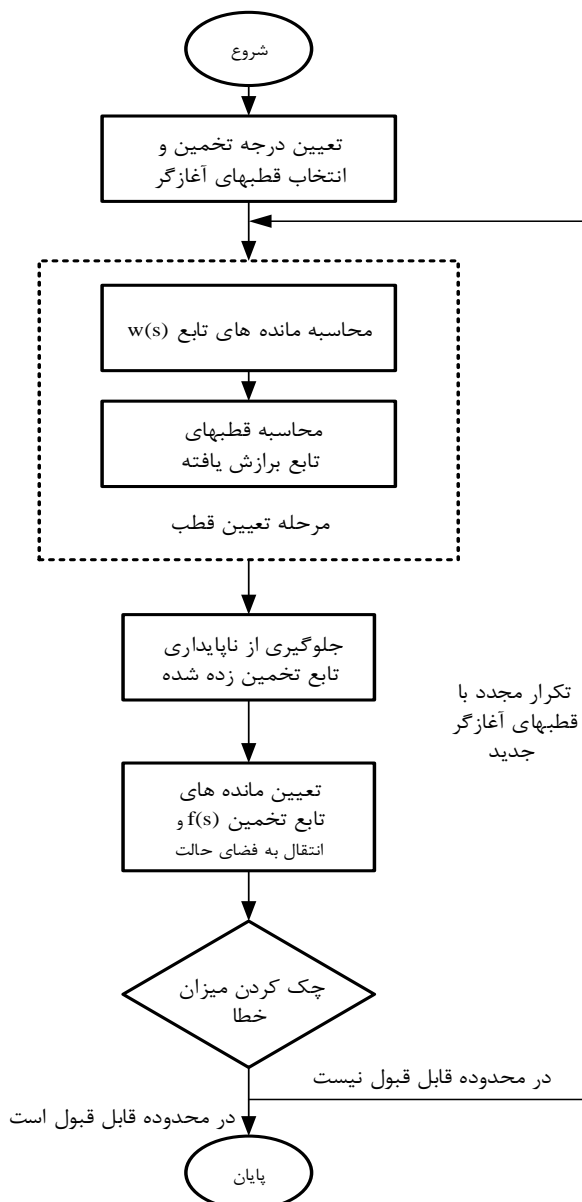 شروع
تعیین درجه تخمین و
انتخاب قطبهای آغازگر
محاسبه مانده های تابع w(s)
محاسبه قطبهای
تابع برازش یافته
مرحله تعیین قطب
جلوگیری از ناپایداری
تابع تخمین زده شده
تکرار مجدد با
قطبهای آغازگر
جدید
تعیین مانده های
تابع تخمین f(s) و
انتقال به فضای حالت
چک کردن میزان
خطا
در محدوده قابل قبول نیست
در محدوده قابل قبول است
پایان